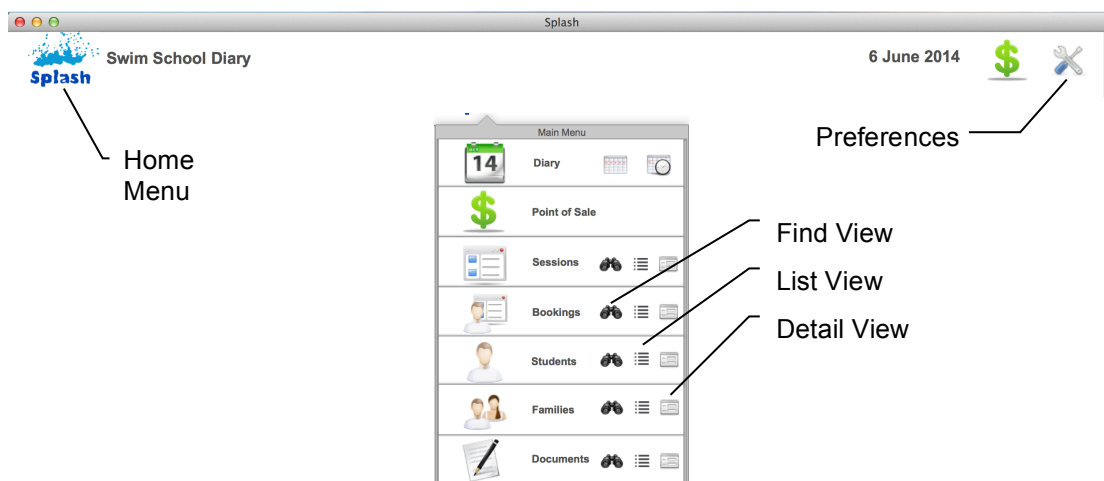 Splash
Swim School Diary
6 June 2014
Splash
Preferences
Home
Menu
Main Menu
14
Diary
Point of Sale
Sessions
Bookings
Students
Families
Documents
Find View
List View
Detail View